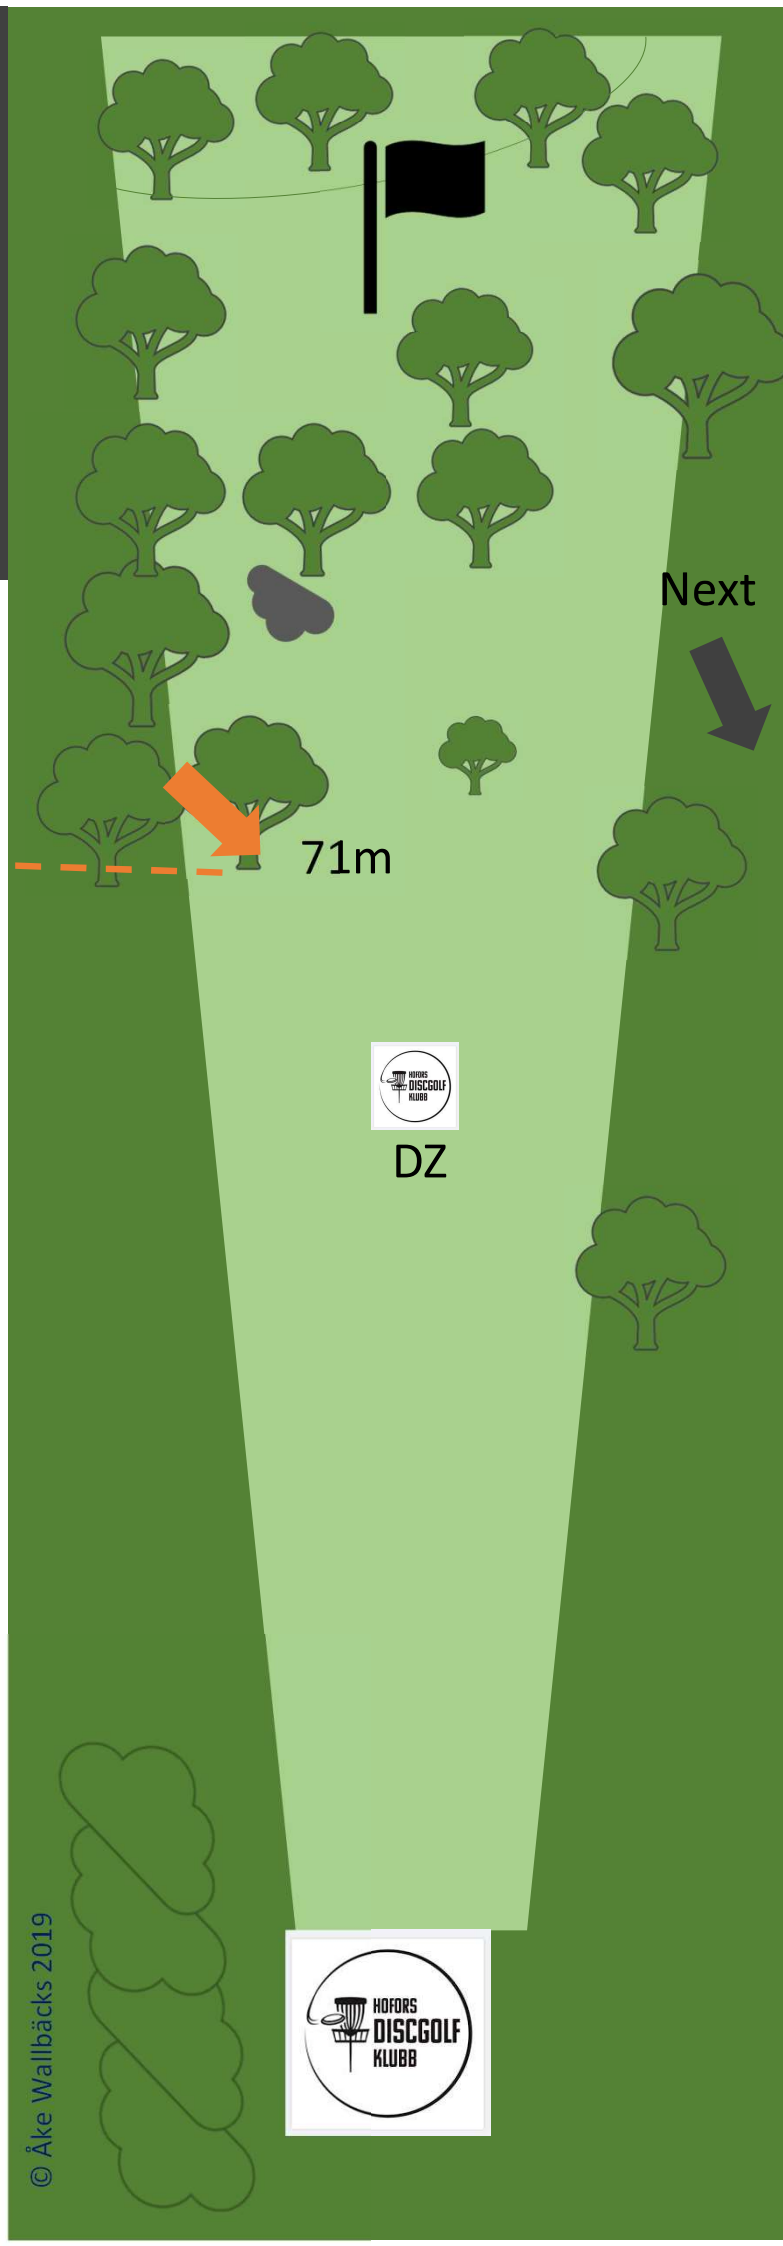 Next
71m
HOFORS
DISCGOLF
KLUBB
DZ
HOFORS
DISCGOLF
KLUBB
© Åke Wallbäcks 2019